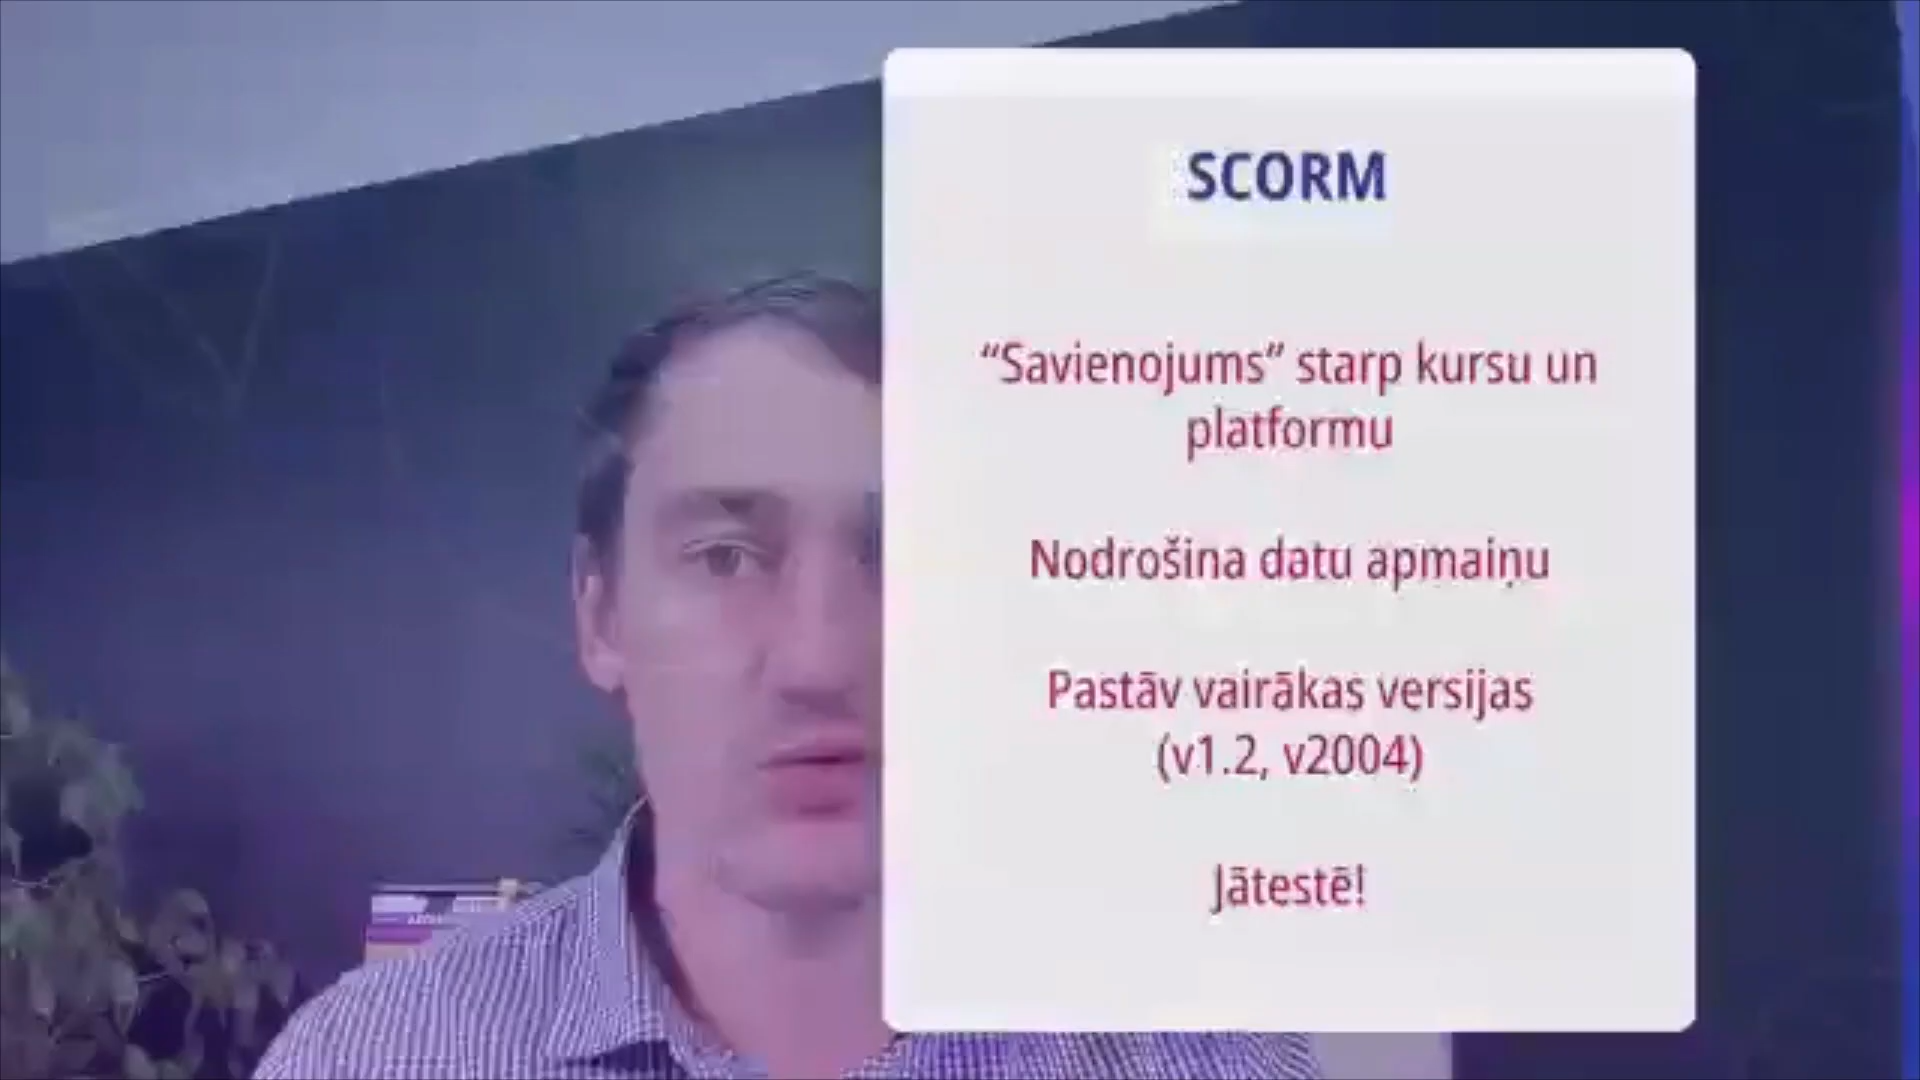 SCORM
“Savienojums” starp kursu un
platformu
Nodrošina datu apmaiņu
Pastāv vairākas versijas
(v1.2, v2004)
Jātestē!